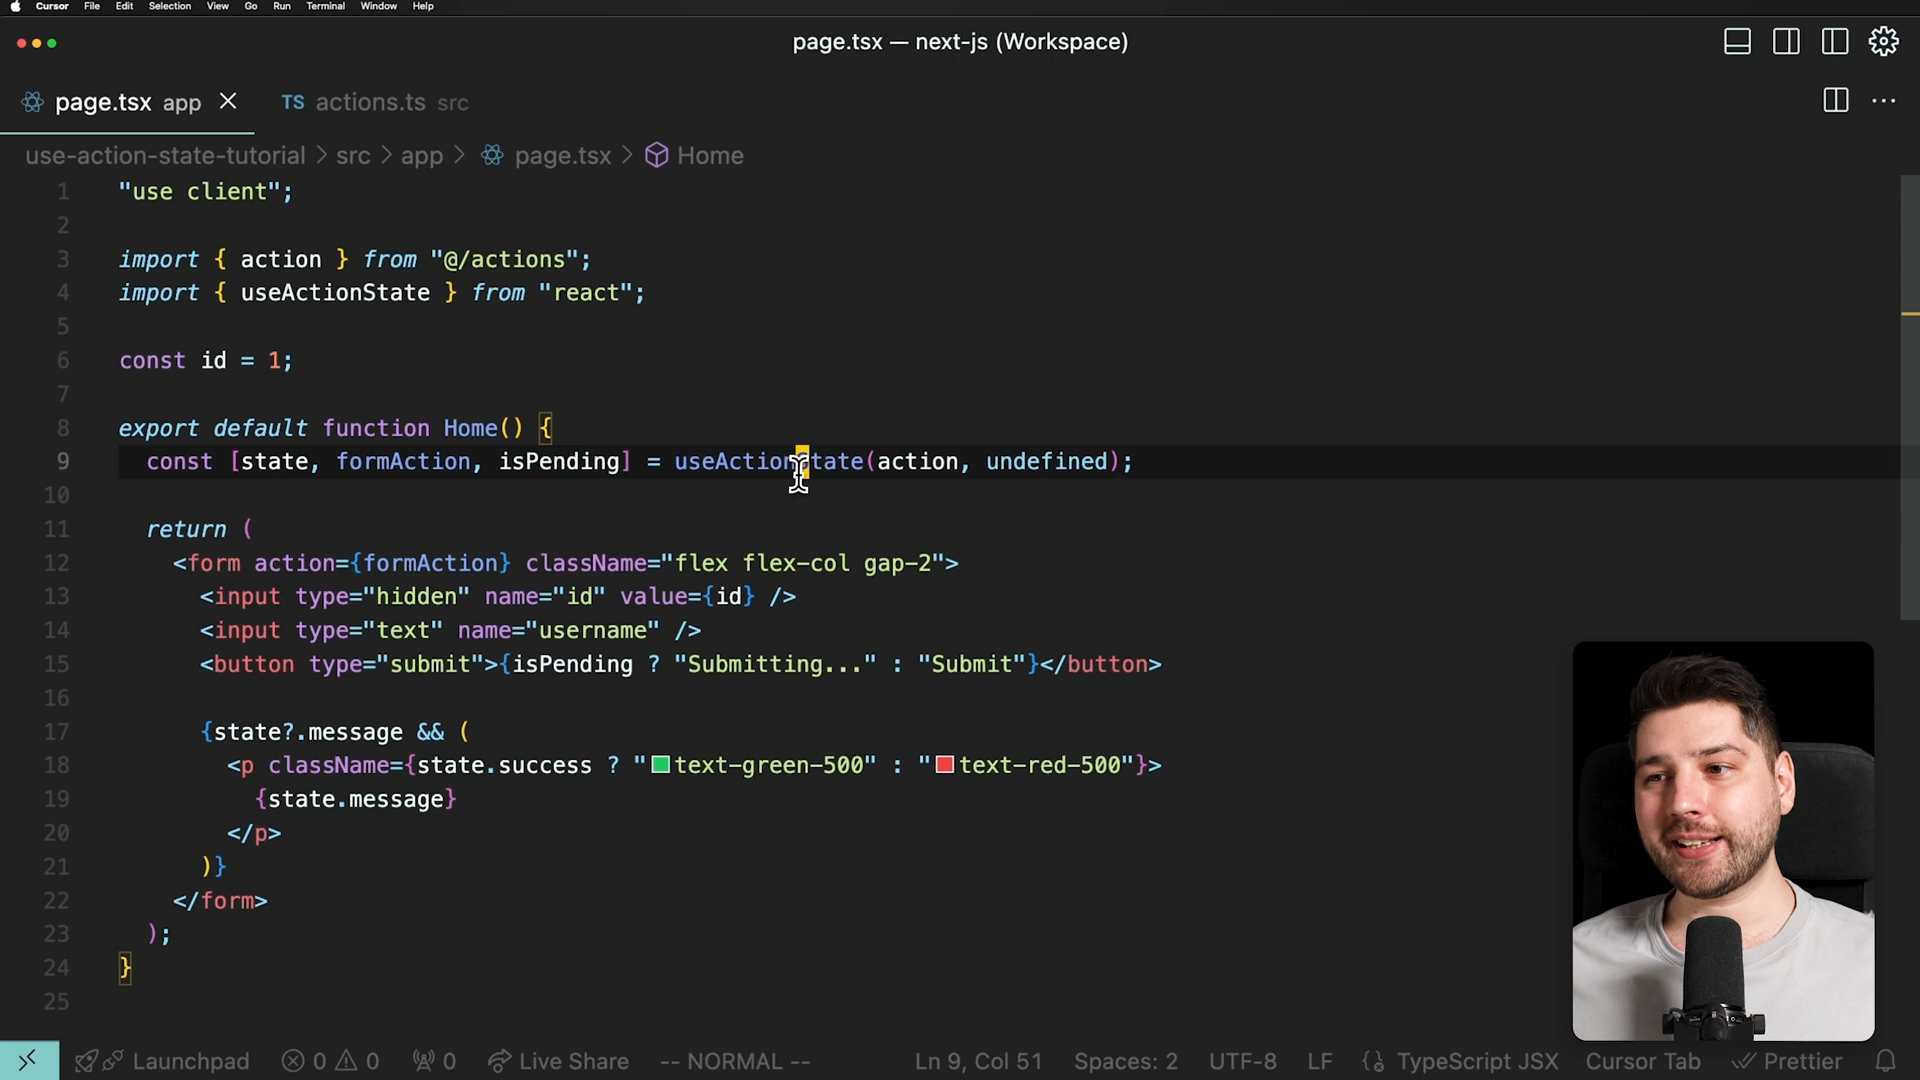 Cursor File Edit Selection View Go Run Terminal Window Help
page.tsx — next-js (Workspace)
page.tsx app TS actions.ts src
use-action-state-tutorial > src > app > page.tsx > Home
1 "use client";
2
3 import { action } from "@/actions";
4 import { useActionState } from "react";
5
6 const id = 1;
7
8 export default function Home() {
9 const [state, formAction, isPending] = useActionState(action, undefined);
10
11 return (
12 <form action={formAction} className="flex flex-col gap-2">
13 <input type="hidden" name="id" value={id} />
14 <input type="text" name="username" />
15 <button type="submit">{isPending ? "Submitting..." : "Submit"}</button>
16
17 {state?.message && (
18 <p className={state.success ? "text-green-500" : "text-red-500"}>
19 {state.message}
20 </p>
21 )}
22 </form>
23 );
24 }
25
Launchpad 0 0 0 Live Share -- NORMAL -- Ln 9, Col 51 Spaces: 2 UTF-8 LF TypeScript JSX Cursor Tab Prettier